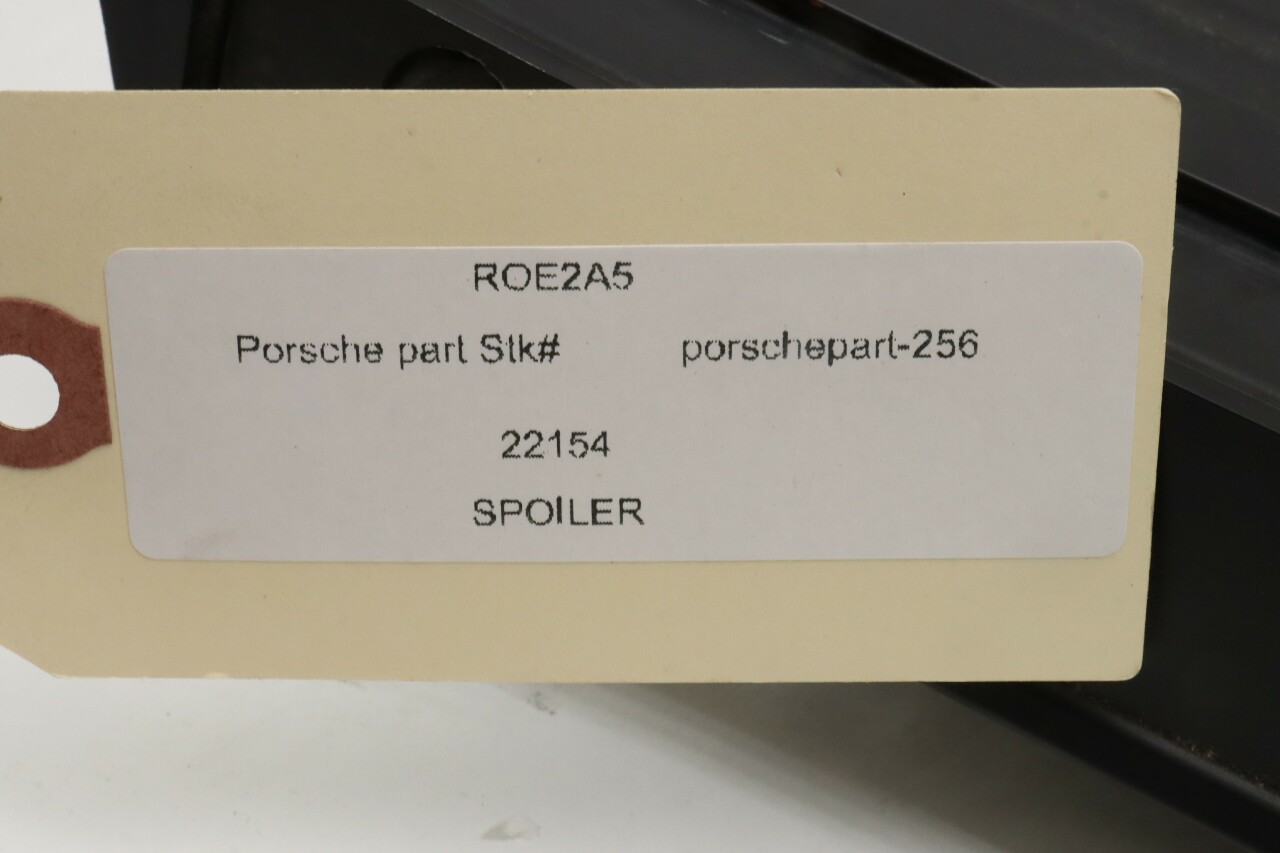 ROE2A5
Porsche part Stk# porschepart-256
22154
SPOILER